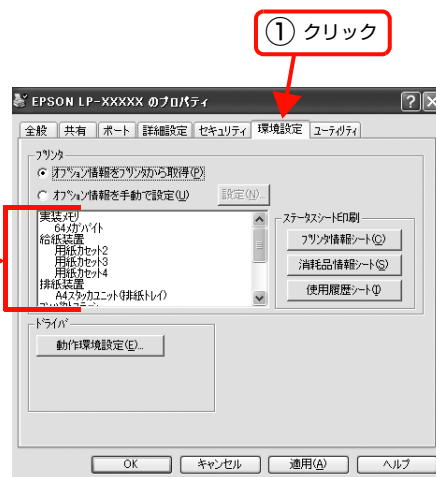 ① クリック
EPSON LP-XXXXX のプロパティ
全般 共有 ポート 詳細設定 セキュリティ 環境設定 ユーティリティ
プリンタ
オプション情報をプリンタから取得(P)
オプション情報を手動で設定(U) 設定(N)...
実装メモリ
64メガバイト
給紙装置
用紙カセット2
用紙カセット3
用紙カセット4
排紙装置
A4スタッカユニット(排紙トレイ)
ステータスシート印刷
プリンタ情報シート(C)
消耗品情報シート(S)
使用履歴シート(I)
ドライバ
動作環境設定(E)...
OK キャンセル 適用(A) ヘルプ